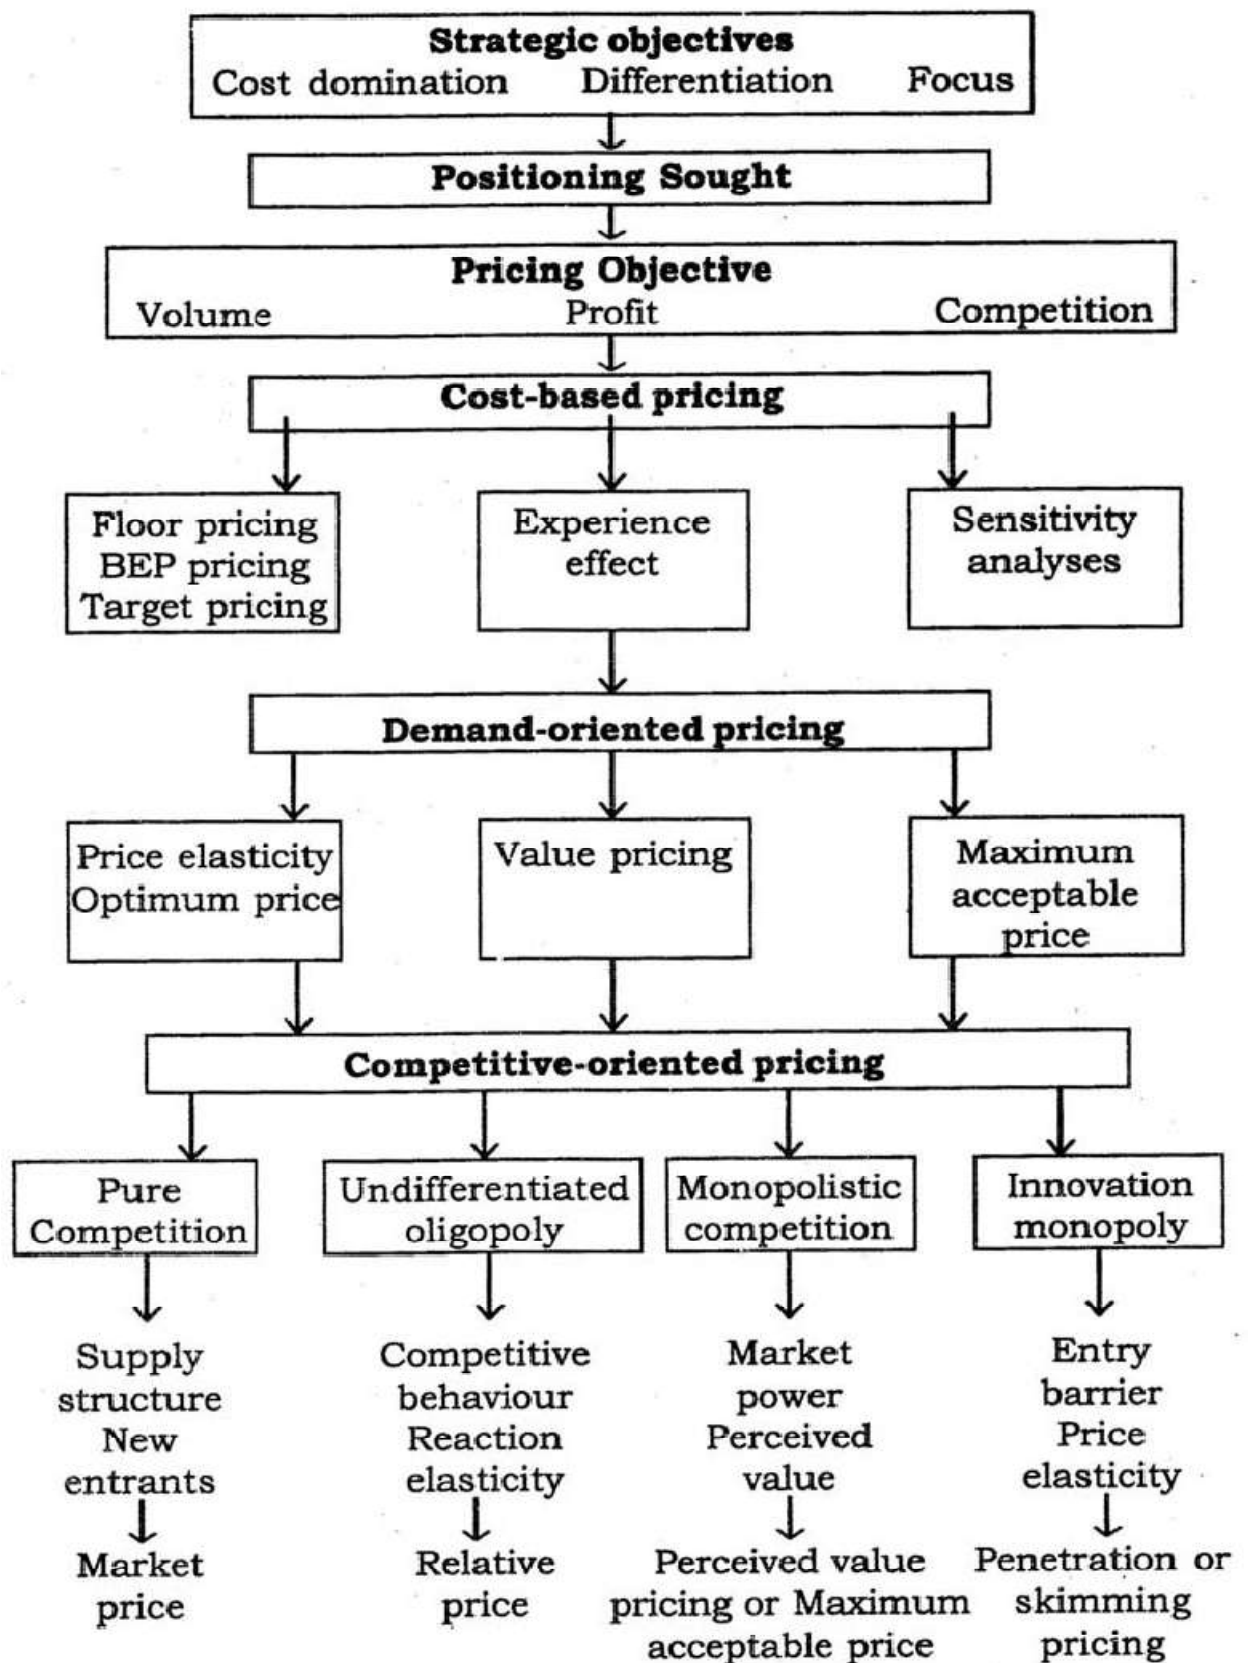 Strategic objectives
Cost domination Differentiation Focus
Positioning Sought
Pricing Objective
Volume Profit Competition
Cost-based pricing
Floor pricing
BEP pricing
Target pricing
Experience
effect
Sensitivity
analyses
Demand-oriented pricing
Price elasticity
Optimum price
Value pricing
Maximum
acceptable
price
Competitive-oriented pricing
Pure
Competition
Undifferentiated
oligopoly
Monopolistic
competition
Innovation
monopoly
Supply
structure
New
entrants
Competitive
behaviour
Reaction
elasticity
Market
power
Perceived
value
Entry
barrier
Price
elasticity
Market
price
Relative
price
Perceived value
pricing or Maximum
acceptable price
Penetration or
skimming
pricing